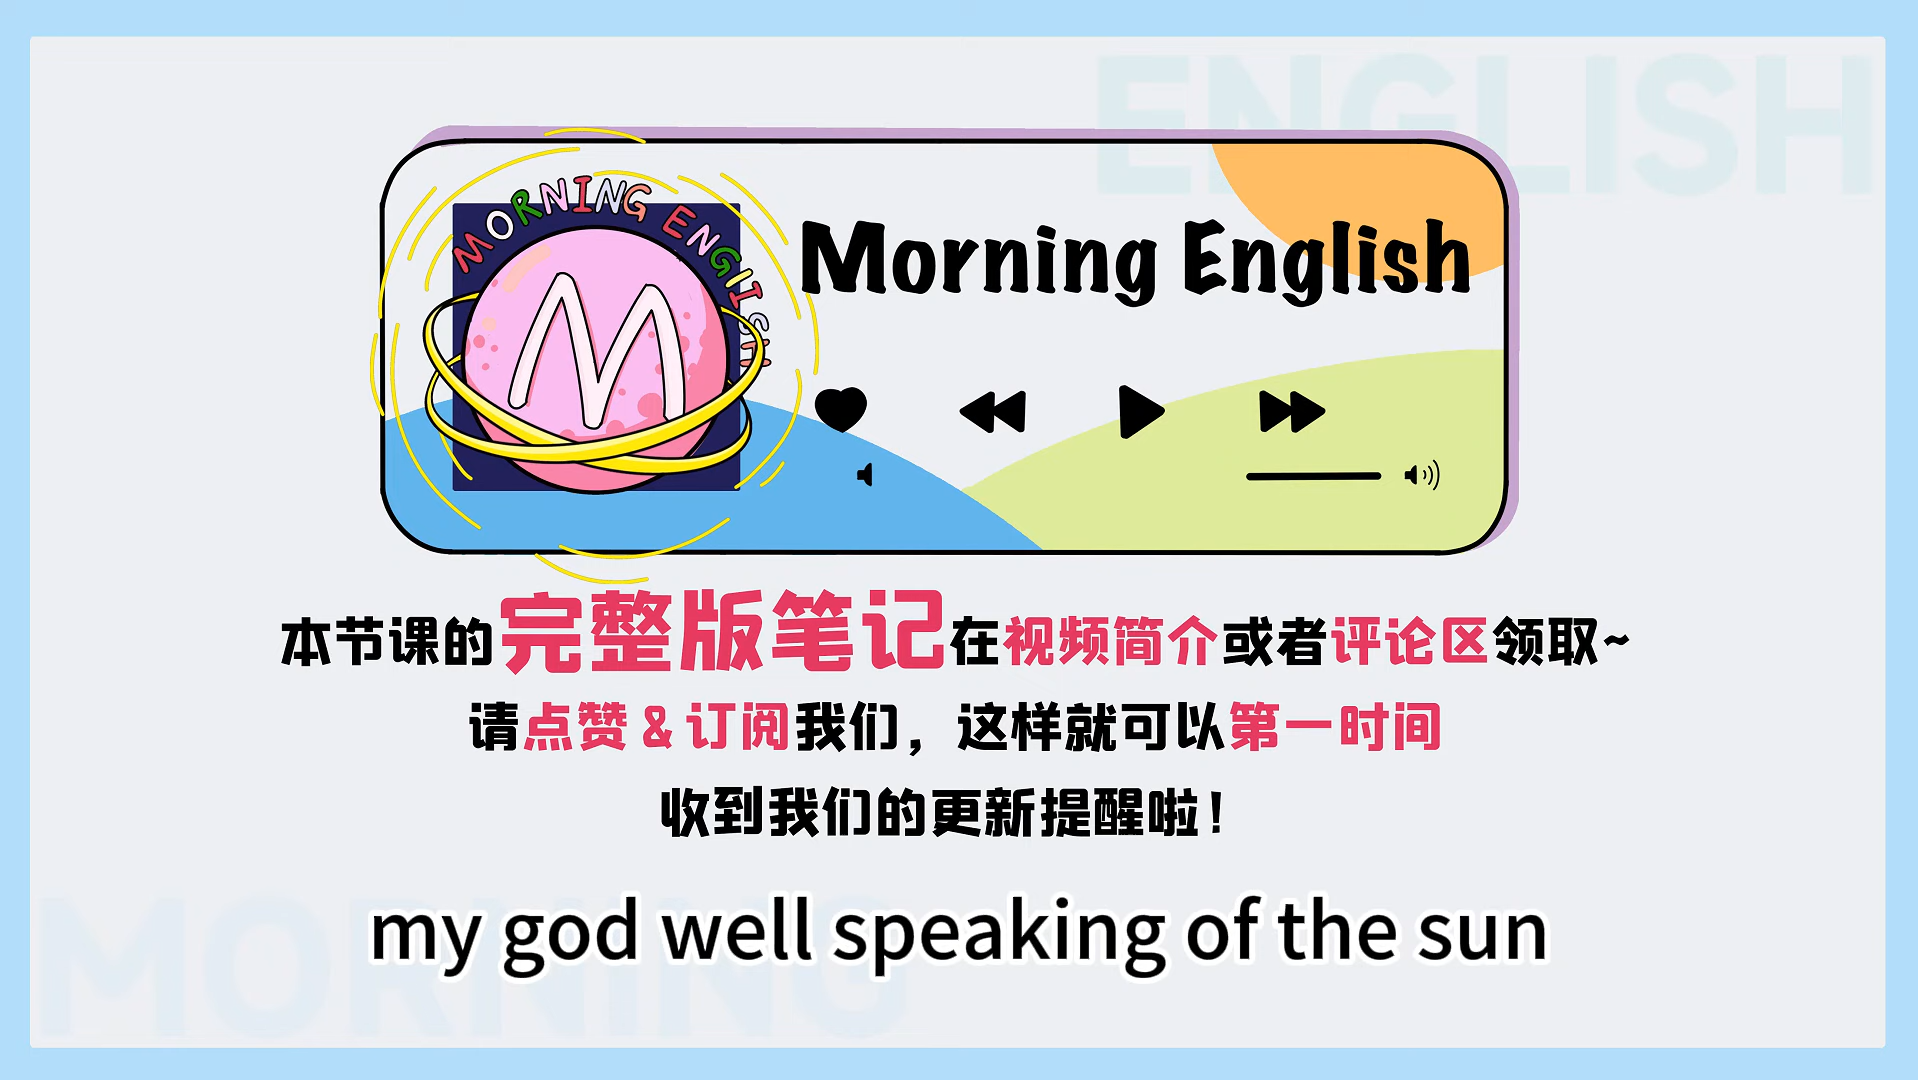 ENGLISH
MORNING ENGLISH
M
Morning English
本节课的完整版笔记在视频简介或者评论区领取~
请点赞&订阅我们，这样就可以第一时间
收到我们的更新提醒啦！
MORNING
my god well speaking of the sun